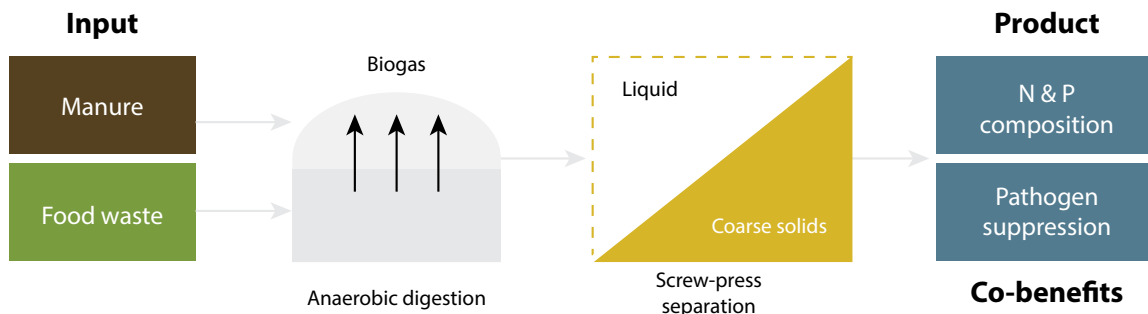 Input
Manure
Food waste
Biogas
Anaerobic digestion
Liquid
Coarse solids
Screw-press
separation
Product
N & P
composition
Pathogen
suppression
Co-benefits